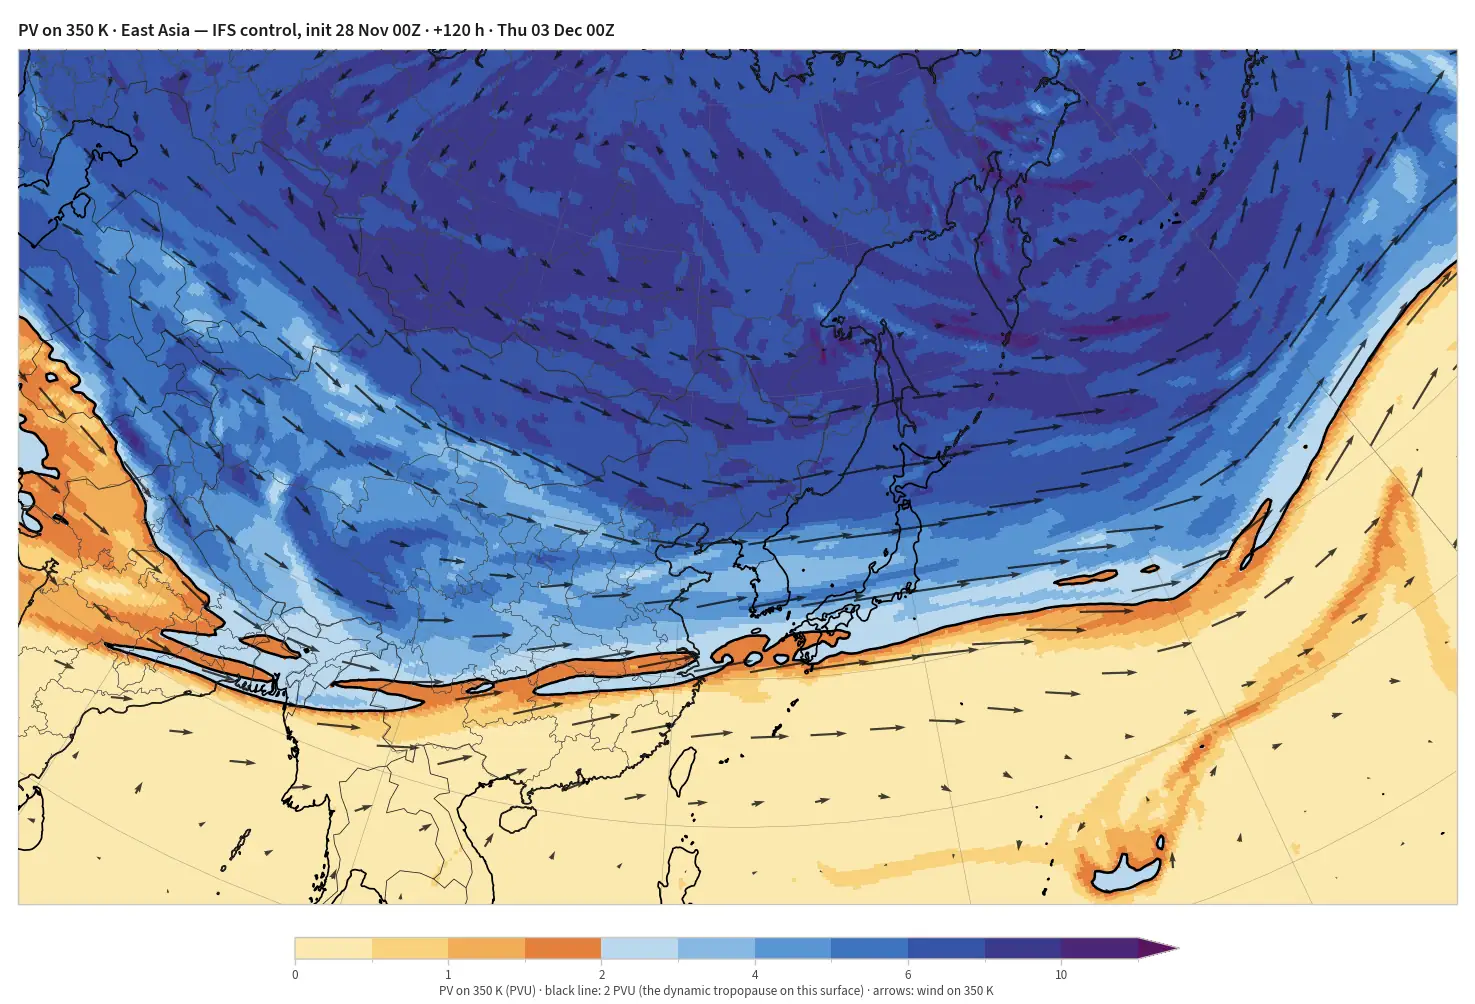 PV on 350 K · East Asia — IFS control, init 28 Nov 00Z · +120 h · Thu 03 Dec 00Z
0 1 2 4 6 10
PV on 350 K (PVU) · black line: 2 PVU (the dynamic tropopause on this surface) · arrows: wind on 350 K